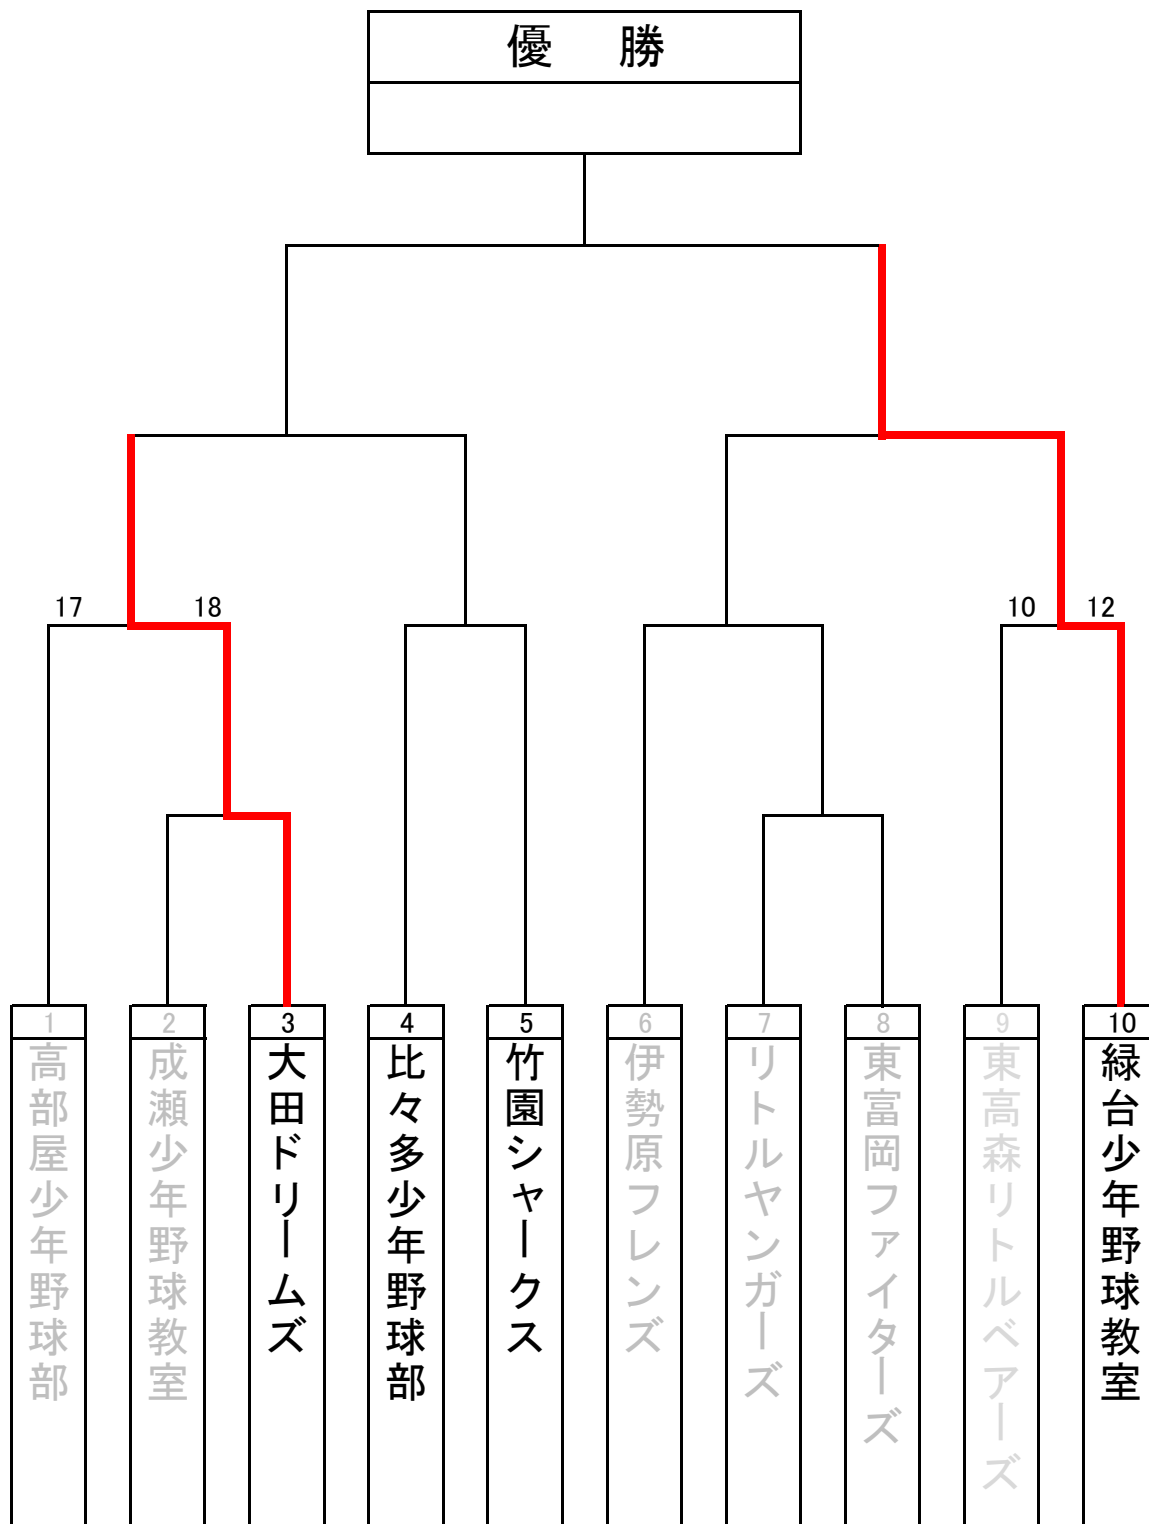 優 勝
17
18
10
12
1
2
3
4
5
6
7
8
9
10
高部屋少年野球部
成瀬少年野球教室
大田ドリームズ
比々多少年野球部
竹園シャークス
伊勢原フレンズ
リトルヤンガーズ
東富岡ファイターズ
東高森リトルベアーズ
緑台少年野球教室